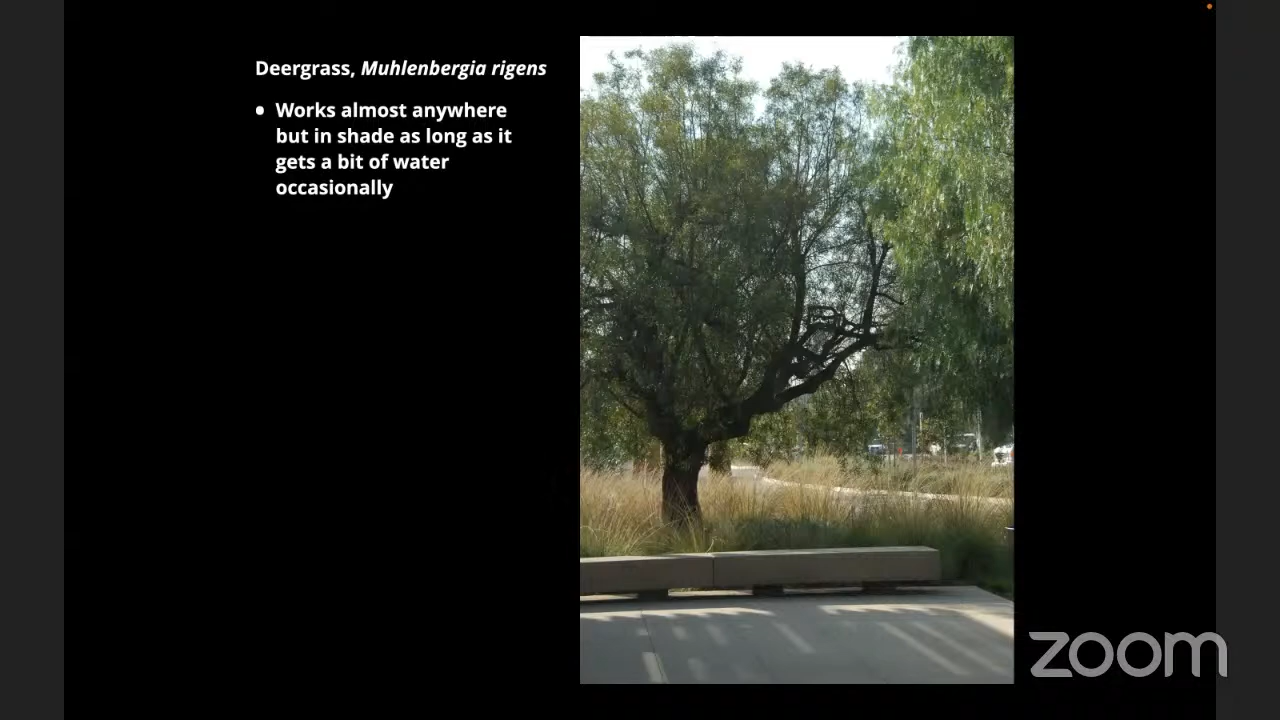 Deergrass, Muhlenbergia rigens
• Works almost anywhere
but in shade as long as it
gets a bit of water
occasionally
zoom